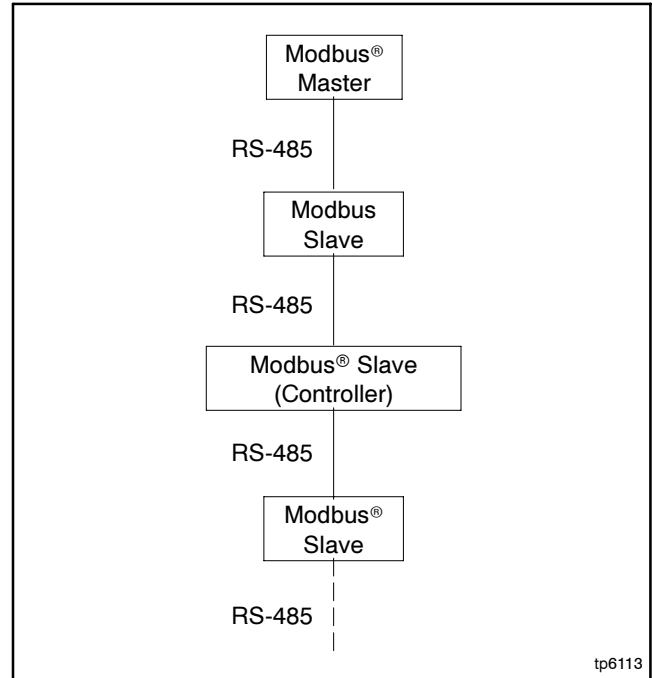 Modbus®
Master
RS-485
Modbus
Slave
RS-485
Modbus® Slave
(Controller)
RS-485
Modbus®
Slave
RS-485
tp6113